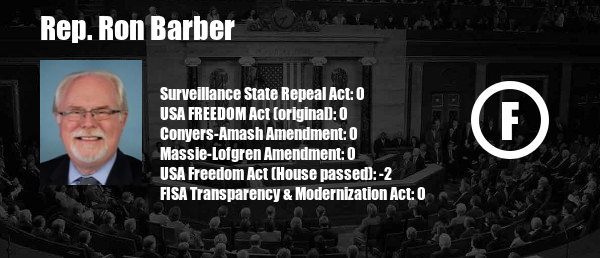 Rep. Ron Barber
Surveillance State Repeal Act: 0
USA FREEDOM Act (original): 0
Conyers-Amash Amendment: 0
Massie-Lofgren Amendment: 0
USA Freedom Act (House passed): -2
FISA Transparency & Modernization Act: 0
F